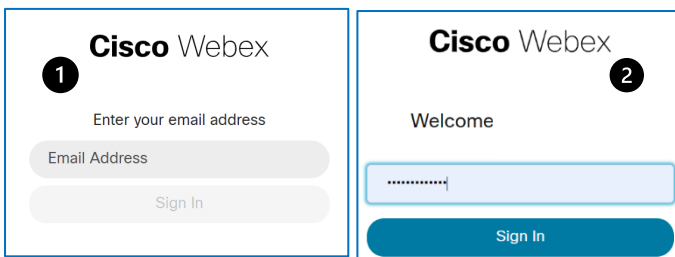 Cisco Webex
1
Enter your email address
Email Address
Sign In
Cisco Webex
2
Welcome
•••••••••••••
Sign In